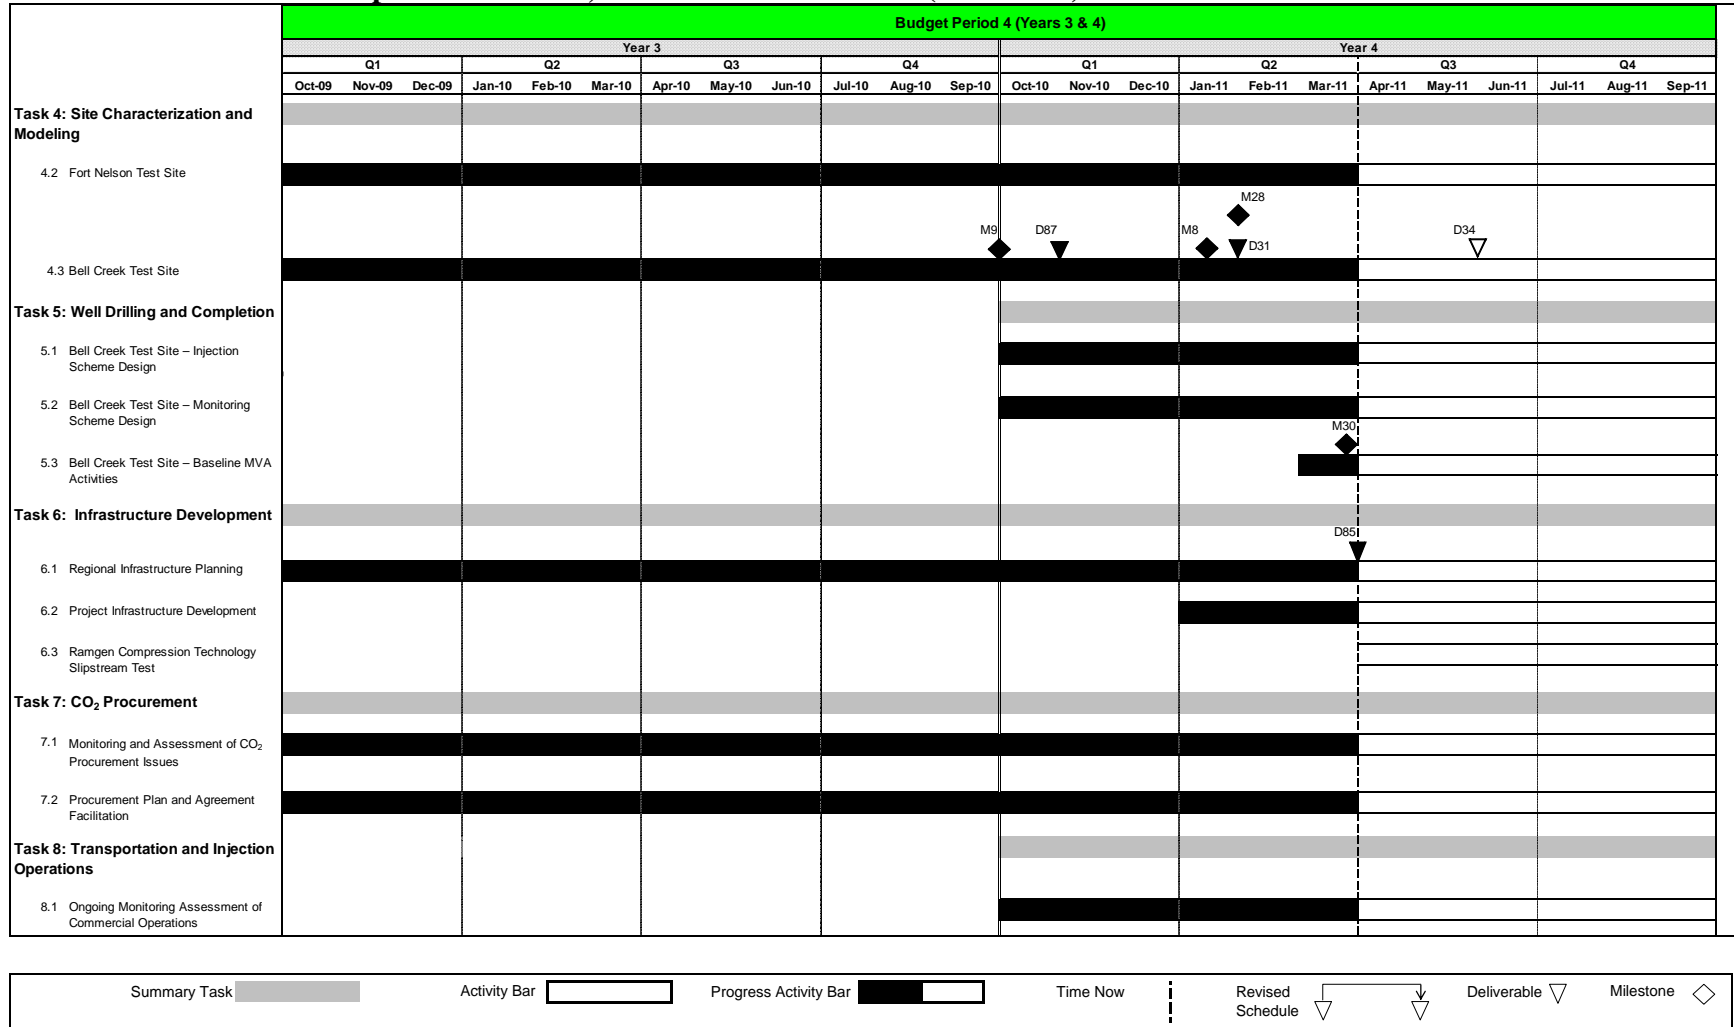 Budget Period 4 (Years 3 & 4)
Year 3 Year 4
Q1 Q2 Q3 Q4 Q1 Q2 Q3 Q4
Oct-09 Nov-09 Dec-09 Jan-10 Feb-10 Mar-10 Apr-10 May-10 Jun-10 Jul-10 Aug-10 Sep-10 Oct-10 Nov-10 Dec-10 Jan-11 Feb-11 Mar-11 Apr-11 May-11 Jun-11 Jul-11 Aug-11 Sep-11
Task 4: Site Characterization and
Modeling
4.2 Fort Nelson Test Site
M28
M9 D87 M8 D31 D34
4.3 Bell Creek Test Site
Task 5: Well Drilling and Completion
5.1 Bell Creek Test Site – Injection
Scheme Design
5.2 Bell Creek Test Site – Monitoring
Scheme Design
M30
5.3 Bell Creek Test Site – Baseline MVA
Activities
Task 6: Infrastructure Development
D85
6.1 Regional Infrastructure Planning
6.2 Project Infrastructure Development
6.3 Ramgen Compression Technology
Slipstream Test
Task 7: CO2 Procurement
7.1 Monitoring and Assessment of CO2
Procurement Issues
7.2 Procurement Plan and Agreement
Facilitation
Task 8: Transportation and Injection
Operations
8.1 Ongoing Monitoring Assessment of
Commercial Operations
Summary Task Activity Bar Progress Activity Bar Time Now Revised Deliverable Milestone
Schedule